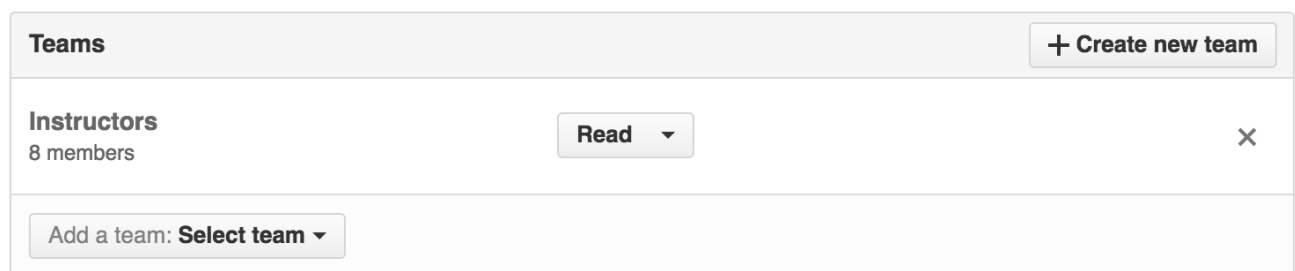 Teams
+ Create new team
Instructors
8 members
Read
Add a team: Select team